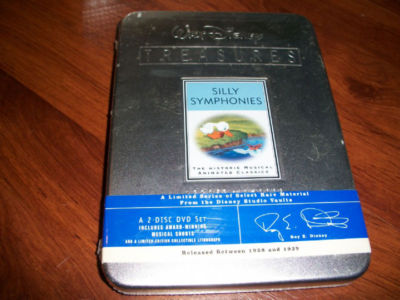 Walt Disney
TREASURES
SILLY
SYMPHONIES
THE HISTORIC MUSICAL
ANIMATED CLASSICS
A Limited Series of Select Rare Material
From the Disney Studio Vaults
A 2 DISC DVD SET
INCLUDES AWARD-WINNING
MUSICAL SHORTS
AND A LIMITED EDITION COLLECTIBLE LITHOGRAPH
Roy E. Disney
Released Between 1928 and 1939